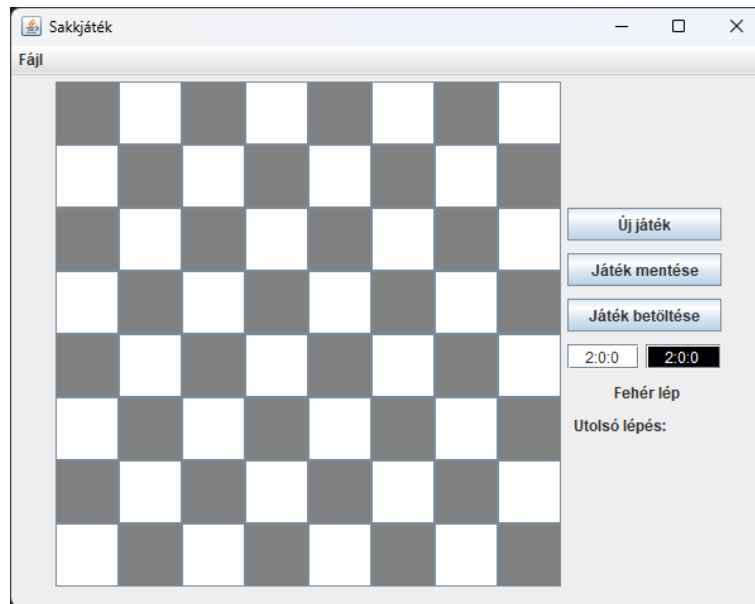 Sakkjáték
Fájl
Új játék
Játék mentése
Játék betöltése
2:0:0 2:0:0
Fehér lép
Utolsó lépés: